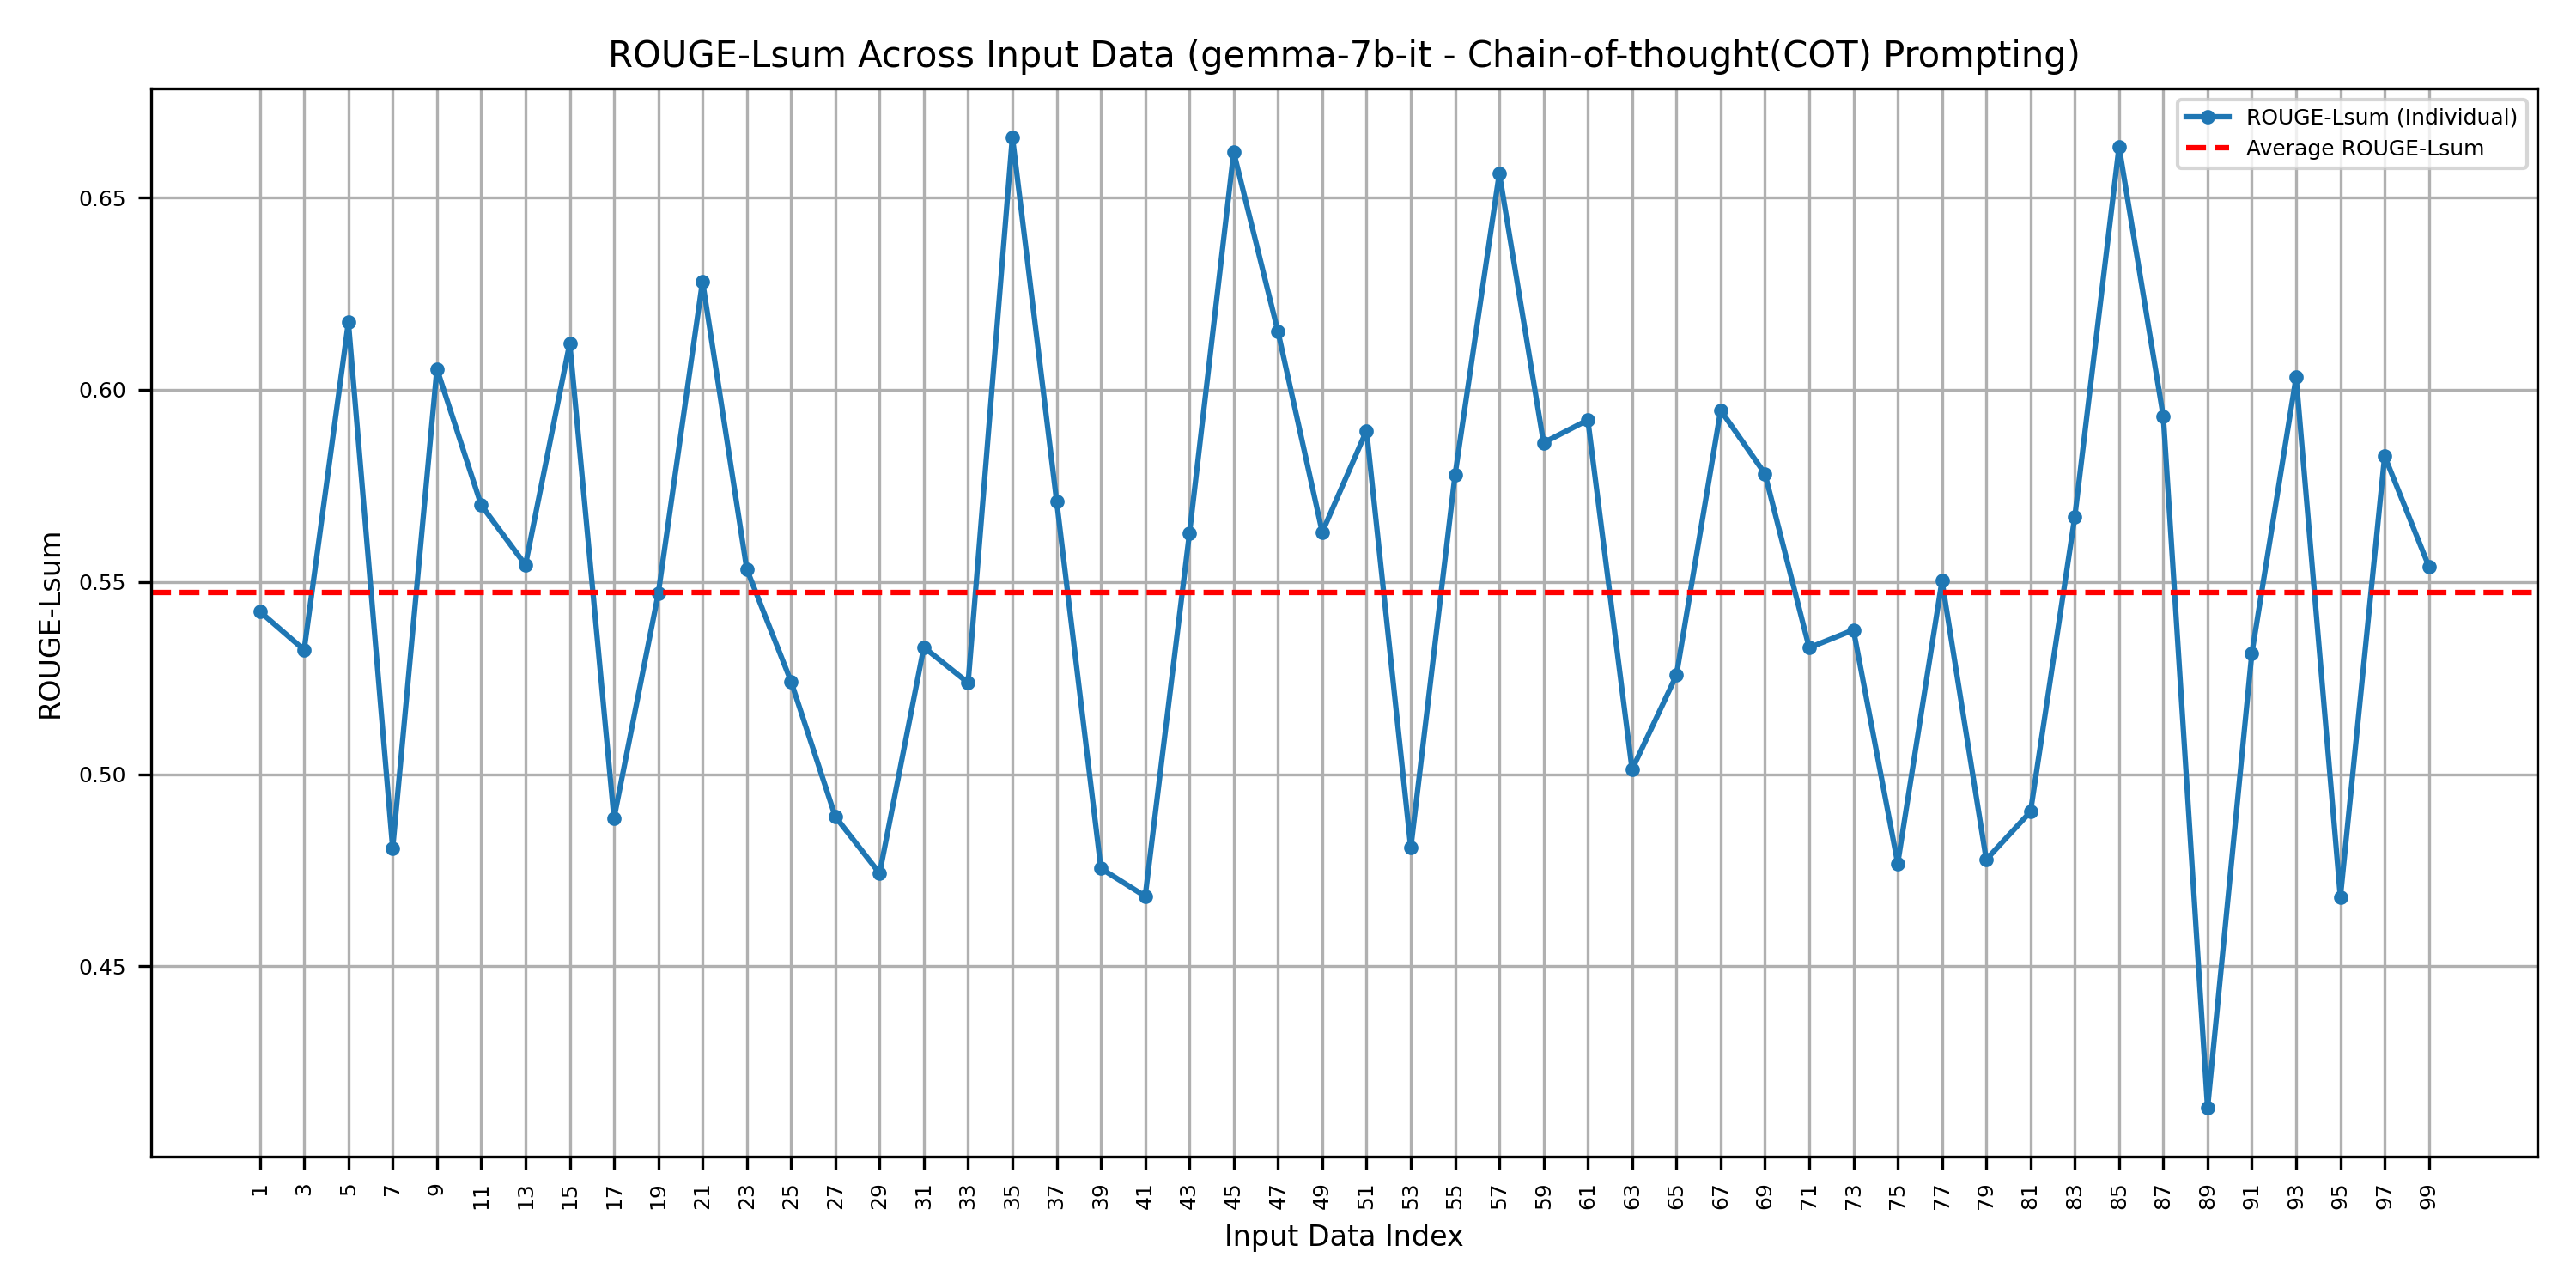 ROUGE-Lsum Across Input Data (gemma-7b-it - Chain-of-thought(COT) Prompting)
ROUGE-Lsum (Individual)
Average ROUGE-Lsum
ROUGE-Lsum
0.65
0.60
0.55
0.50
0.45
1 3 5 7 9 11 13 15 17 19 21 23 25 27 29 31 33 35 37 39 41 43 45 47 49 51 53 55 57 59 61 63 65 67 69 71 73 75 77 79 81 83 85 87 89 91 93 95 97 99
Input Data Index